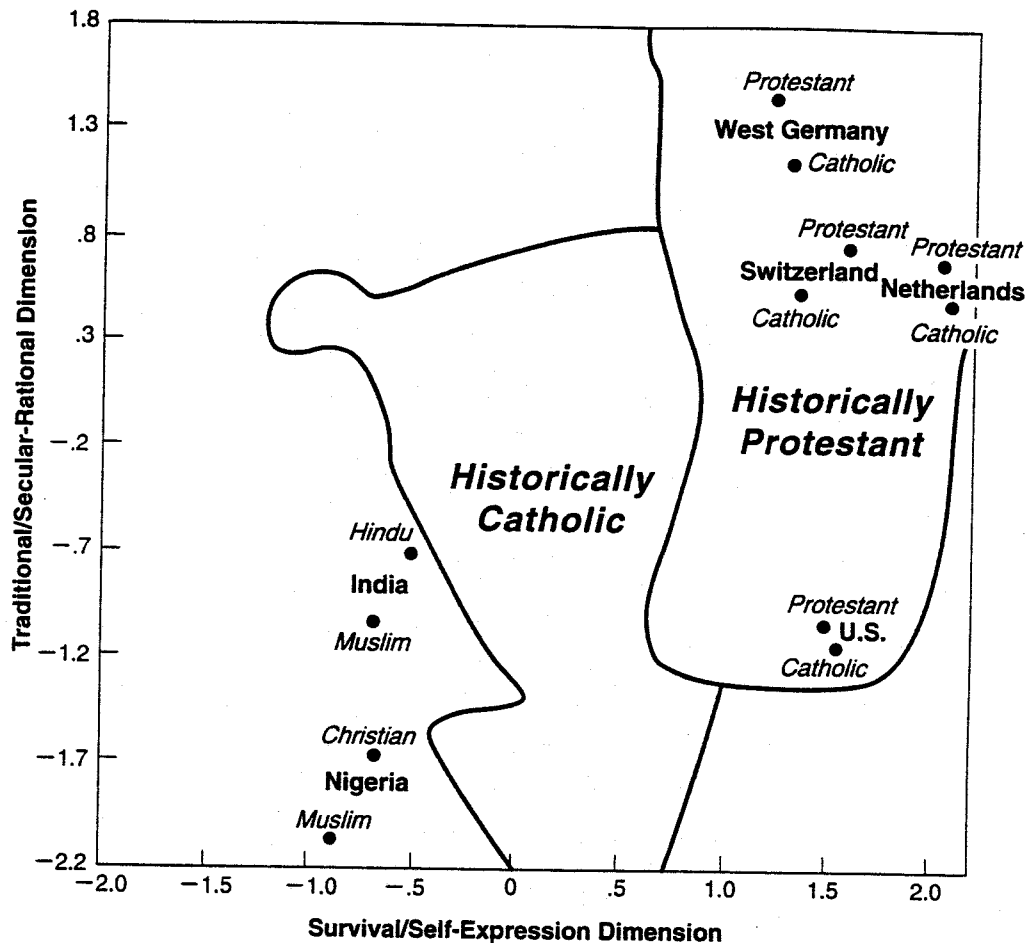 1.8
1.3
.8
.3
−.2
−.7
−1.2
−1.7
−2.2
Traditional/Secular-Rational Dimension
Protestant
West Germany
Catholic
Protestant
Switzerland
Catholic
Protestant
Netherlands
Catholic
Historically
Protestant
Historically
Catholic
Hindu
India
Muslim
Protestant
U.S.
Catholic
Christian
Nigeria
Muslim
−2.0 −1.5 −1.0 −.5 0 .5 1.0 1.5 2.0
Survival/Self-Expression Dimension